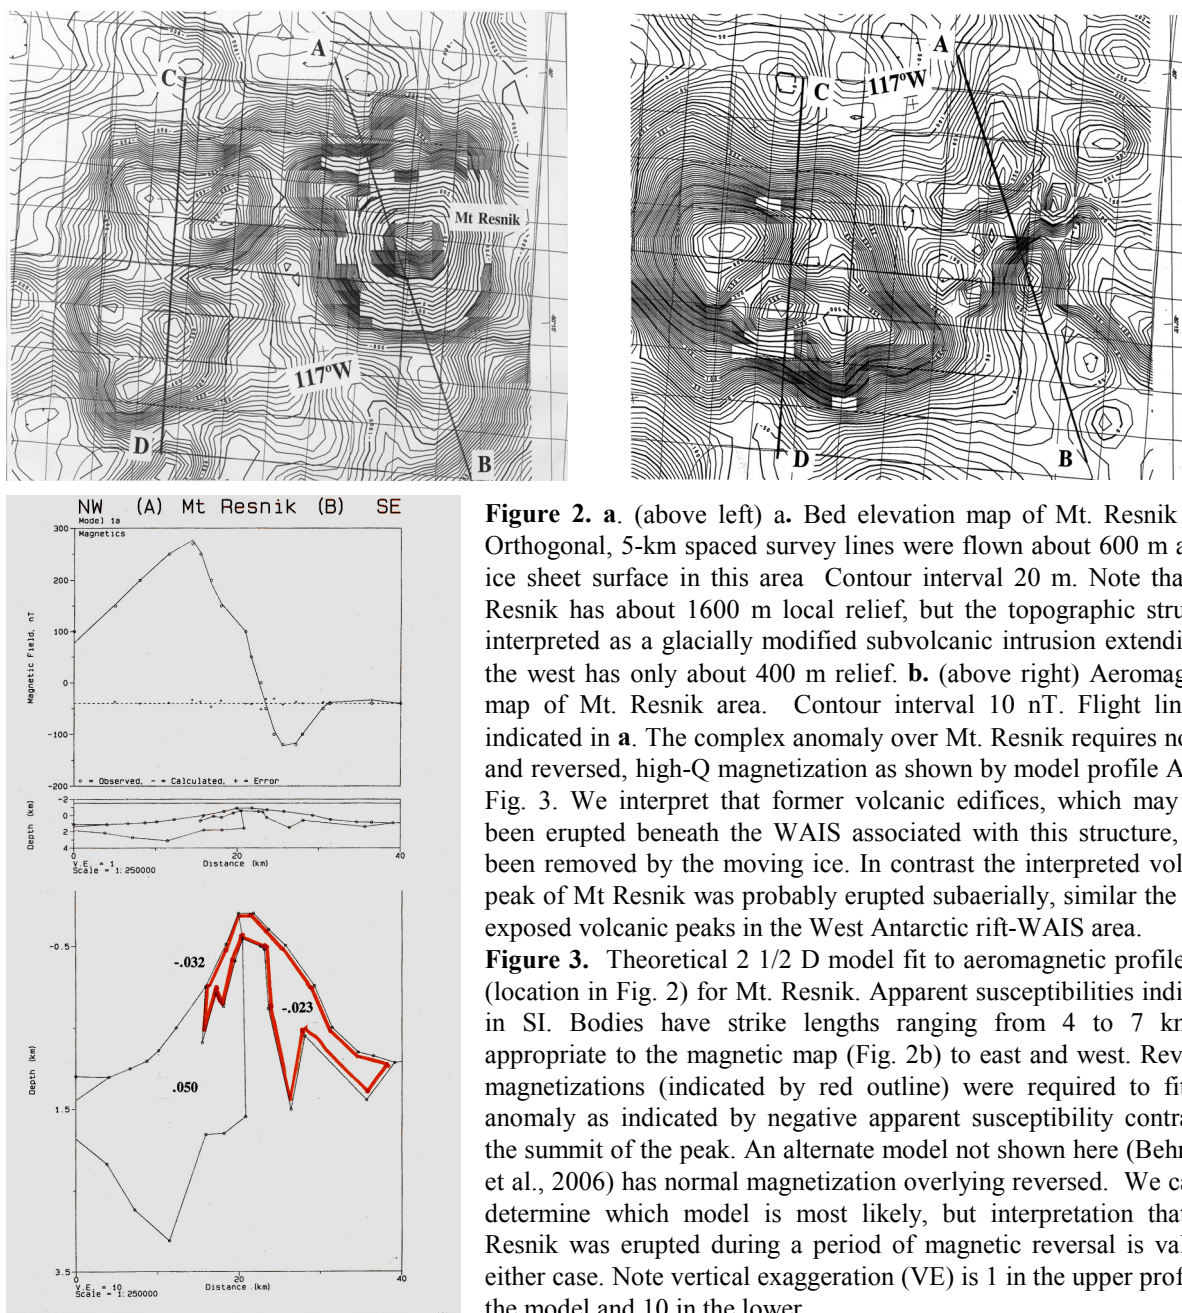 A
C
Mt Resnik
117ºW
D
B
A
C
117ºW
D
B
NW (A) Mt Resnik (B) SE
Model 1a
Magnetics
300
200
100
0
-100
-200
Magnetic Field, nT
o = Observed, - = Calculated, + = Error
-2
0
2
4
Depth (km)
0
20
40
Distance (km)
V.E. = 1
Scale = 1:250000
-0.5
1.5
3.5
Depth (km)
-.032
-.023
.050
0
20
40
Distance (km)
V.E. = 10
Scale = 1:250000
Figure 2. a. (above left) a. Bed elevation map of Mt. Resnik
Orthogonal, 5-km spaced survey lines were flown about 600 m a
ice sheet surface in this area Contour interval 20 m. Note tha
Resnik has about 1600 m local relief, but the topographic stru
interpreted as a glacially modified subvolcanic intrusion extendi
the west has only about 400 m relief. b. (above right) Aeromag
map of Mt. Resnik area. Contour interval 10 nT. Flight lin
indicated in a. The complex anomaly over Mt. Resnik requires no
and reversed, high-Q magnetization as shown by model profile A
Fig. 3. We interpret that former volcanic edifices, which may
been erupted beneath the WAIS associated with this structure,
been removed by the moving ice. In contrast the interpreted vol
peak of Mt Resnik was probably erupted subaerially, similar the
exposed volcanic peaks in the West Antarctic rift-WAIS area.
Figure 3. Theoretical 2 1/2 D model fit to aeromagnetic profile
(location in Fig. 2) for Mt. Resnik. Apparent susceptibilities indi
in SI. Bodies have strike lengths ranging from 4 to 7 kn
appropriate to the magnetic map (Fig. 2b) to east and west. Rev
magnetizations (indicated by red outline) were required to fit
anomaly as indicated by negative apparent susceptibility contra
the summit of the peak. An alternate model not shown here (Behr
et al., 2006) has normal magnetization overlying reversed. We ca
determine which model is most likely, but interpretation that
Resnik was erupted during a period of magnetic reversal is val
either case. Note vertical exaggeration (VE) is 1 in the upper prof
the model and 10 in the lower